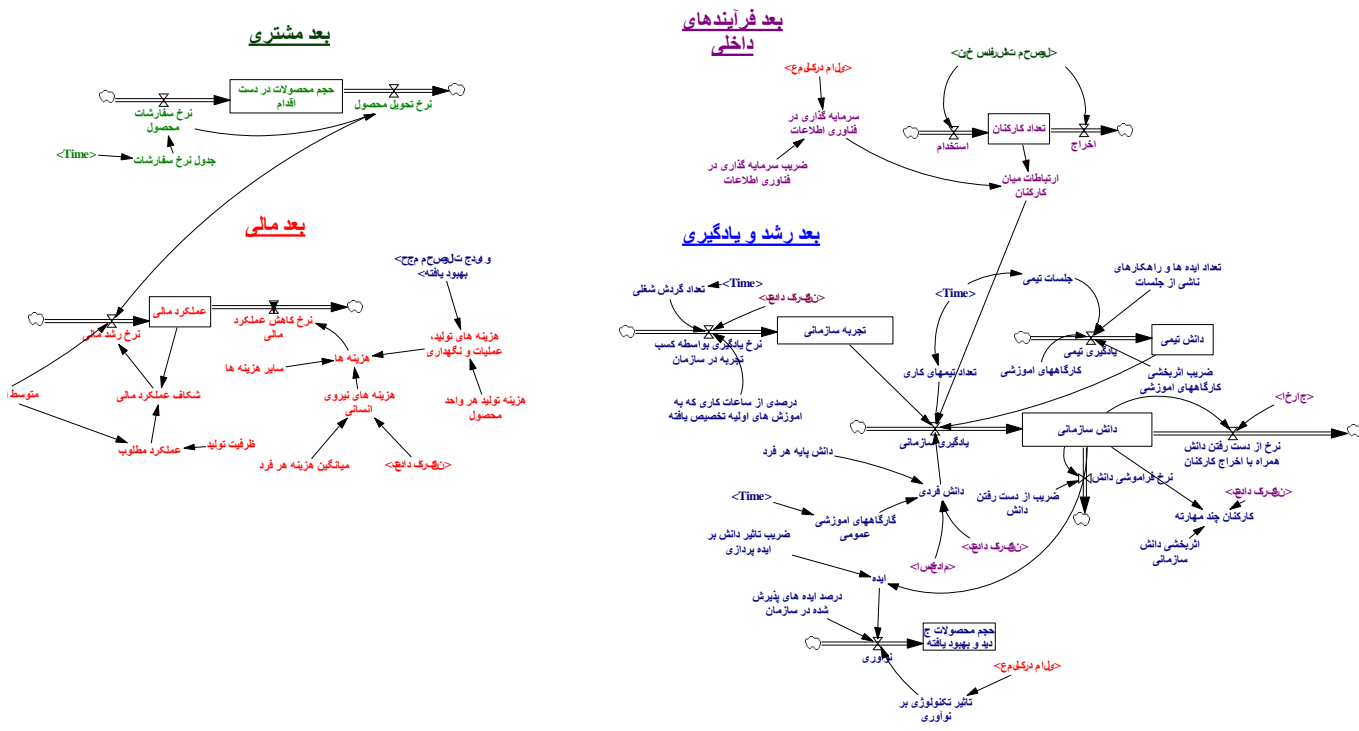 بعد مشتری
حجم محصولات در دست
اقدام
نرخ سفارشات
محصول
نرخ تحویل محصول
<Time>
جدول نرخ سفارشات
بعد مالی
عملکرد مالی
نرخ رشد مالی
نرخ کاهش عملکرد
مالی
بهبود یافته>
هزینه های تولید،
عملیات و نگهداری
هزینه ها
سایر هزینه ها
هزینه های نیروی
انسانی
هزینه تولید هر واحد
محصول
شکاف عملکرد مالی
متوسط
عملکرد مطلوب
ظرفیت تولید
میانگین هزینه هر فرد
بعد فرآیندهای
داخلی
سرمایه گذاری در
فناوری اطلاعات
ضریب سرمایه گذاری در
فناوری اطلاعات
تعداد کارکنان
استخدام
اخراج
ارتباطات میان
کارکنان
بعد رشد و یادگیری
تعداد گردش شغلی
<Time>
تجربه سازمانی
نرخ یادگیری بواسطه کسب
تجربه در سازمان
درصدی از ساعات کاری که به
اموزش های اولیه تخصیص یافته
<Time>
جلسات تیمی
تعداد ایده ها و راهکارهای
ناشی از جلسات
دانش تیمی
یادگیری تیمی
کارگاههای اموزشی
ضریب اثربخشی
کارگاههای اموزشی
تعداد تیمهای کاری
دانش سازمانی
یادگیری سازمانی
نرخ از دست رفتن دانش
همراه با اخراج کارکنان
دانش پایه هر فرد
دانش فردی
<Time>
گارگاههای اموزشی
عمومی
نرخ فراموشی دانش
ضریب از دست رفتن
دانش
کارکنان چند مهارته
اثربخشی دانش
سازمانی
ضریب تاثیر دانش بر
ایده پردازی
ایده
درصد ایده های پذیرش
شده در سازمان
حجم محصولات ج
دید و بهبود یافته
نوآوری
تاثیر تکنولوژی بر
نوآوری